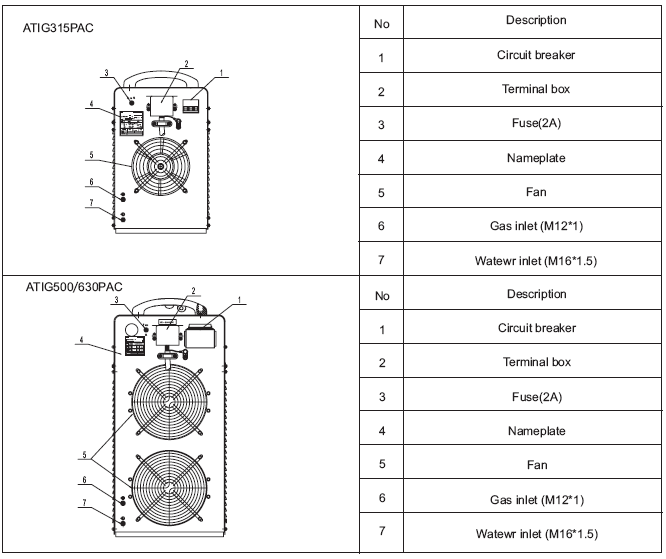 ATIG315PAC
No Description
1 Circuit breaker
2 Terminal box
3 Fuse(2A)
4 Nameplate
5 Fan
6 Gas inlet (M12*1)
7 Watewr inlet (M16*1.5)
2
3
1
4
5
6
7
ATIG500/630PAC
No Description
1 Circuit breaker
2 Terminal box
3 Fuse(2A)
4 Nameplate
5 Fan
6 Gas inlet (M12*1)
7 Watewr inlet (M16*1.5)
2
3
1
4
5
6
7